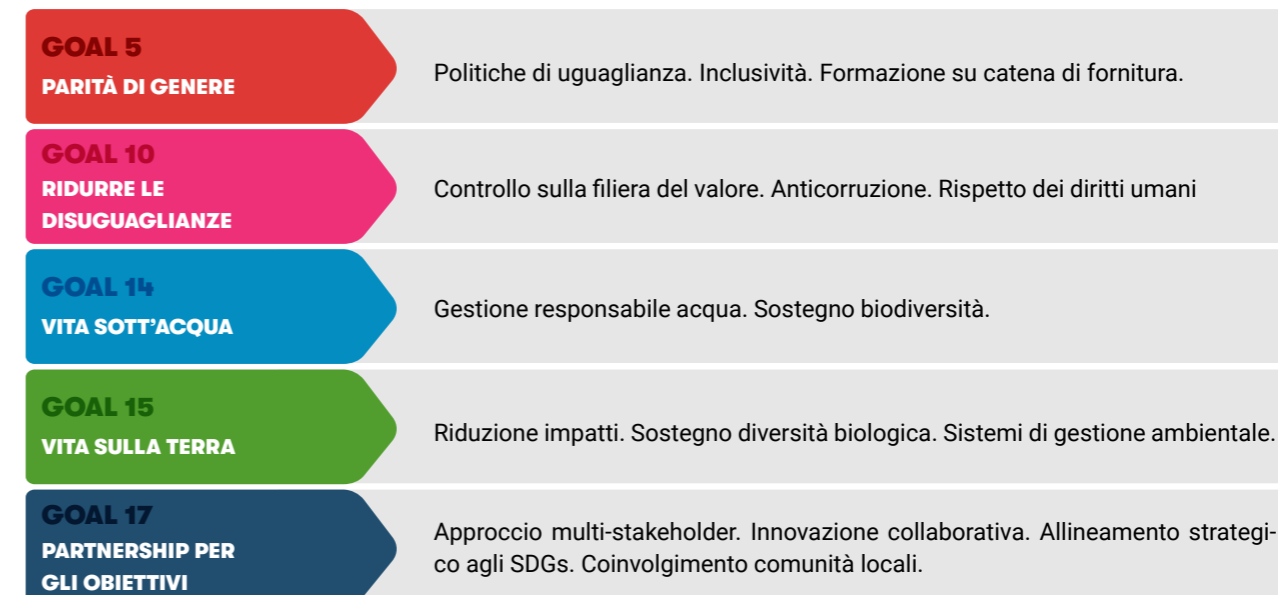 GOAL 5
PARITÀ DI GENERE
Politiche di uguaglianza. Inclusività. Formazione su catena di fornitura.
GOAL 10
RIDURRE LE
DISUGUAGLIANZE
Controllo sulla filiera del valore. Anticorruzione. Rispetto dei diritti umani
GOAL 14
VITA SOTT'ACQUA
Gestione responsabile acqua. Sostegno biodiversità.
GOAL 15
VITA SULLA TERRA
Riduzione impatti. Sostegno diversità biologica. Sistemi di gestione ambientale.
GOAL 17
PARTNERSHIP PER
GLI OBIETTIVI
Approccio multi-stakeholder. Innovazione collaborativa. Allineamento strategi-
co agli SDGs. Coinvolgimento comunità locali.